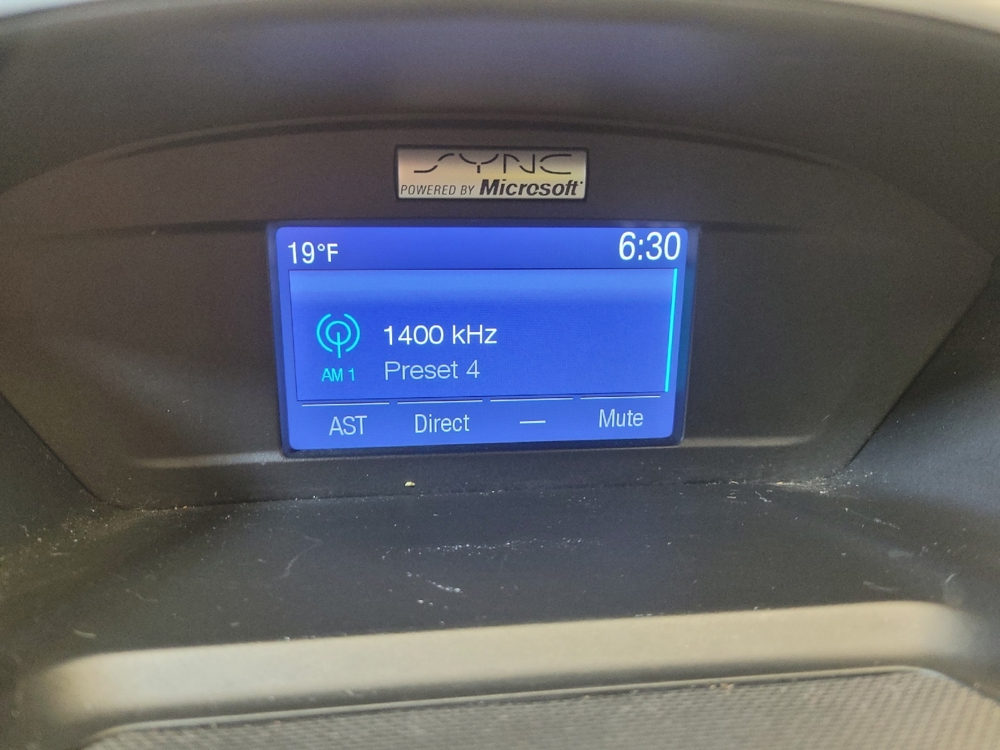 SYNC
POWERED BY Microsoft
19°F 6:30
1400 kHz
AM 1 Preset 4
AST Direct — Mute